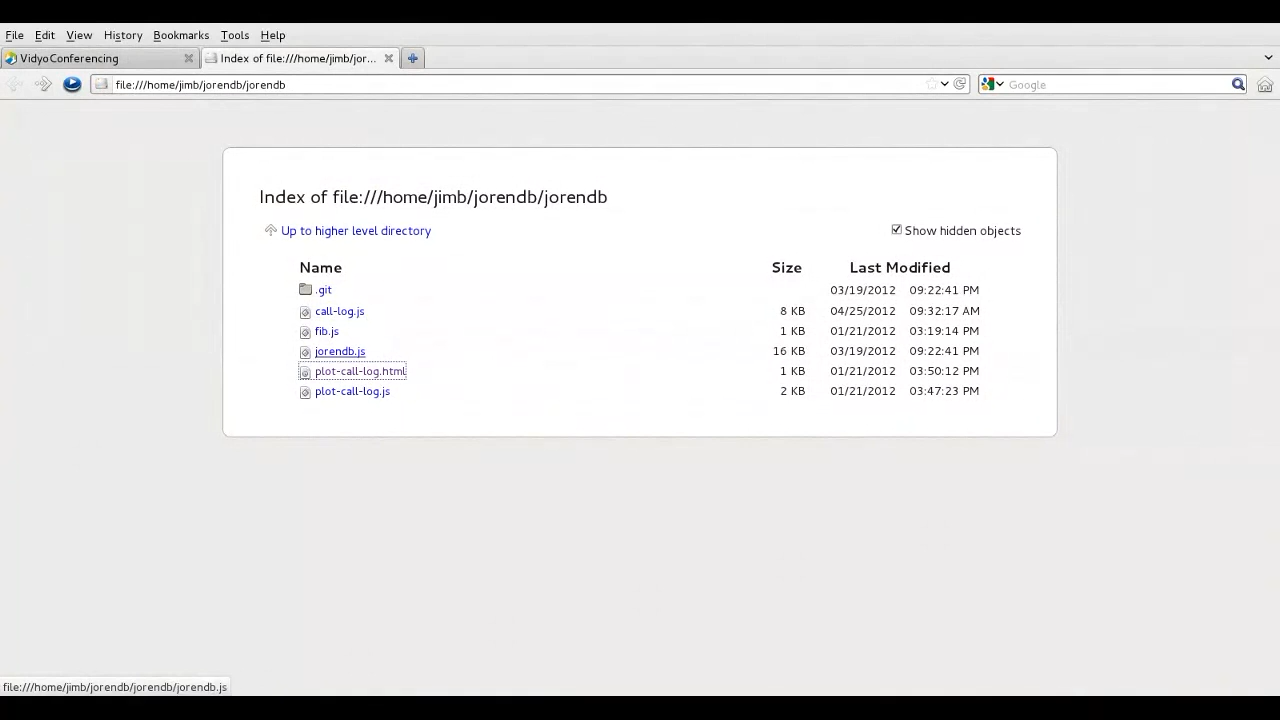 File Edit View History Bookmarks Tools Help
VidyoConferencing Index of file:///home/jimb/jor...
file:///home/jimb/jorendb/jorendb Google
Index of file:///home/jimb/jorendb/jorendb
Up to higher level directory Show hidden objects
Name Size Last Modified
.git 03/19/2012 09:22:41 PM
call-log.js 8 KB 04/25/2012 09:32:17 AM
fib.js 1 KB 01/21/2012 03:19:14 PM
jorendb.js 16 KB 03/19/2012 09:22:41 PM
plot-call-log.html 1 KB 01/21/2012 03:50:12 PM
plot-call-log.js 2 KB 01/21/2012 03:47:23 PM
file:///home/jimb/jorendb/jorendb/jorendb.js